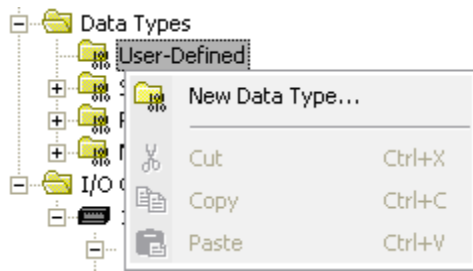 Data Types
User-Defined
New Data Type...
Cut Ctrl+X
Copy Ctrl+C
I/O
Paste Ctrl+V